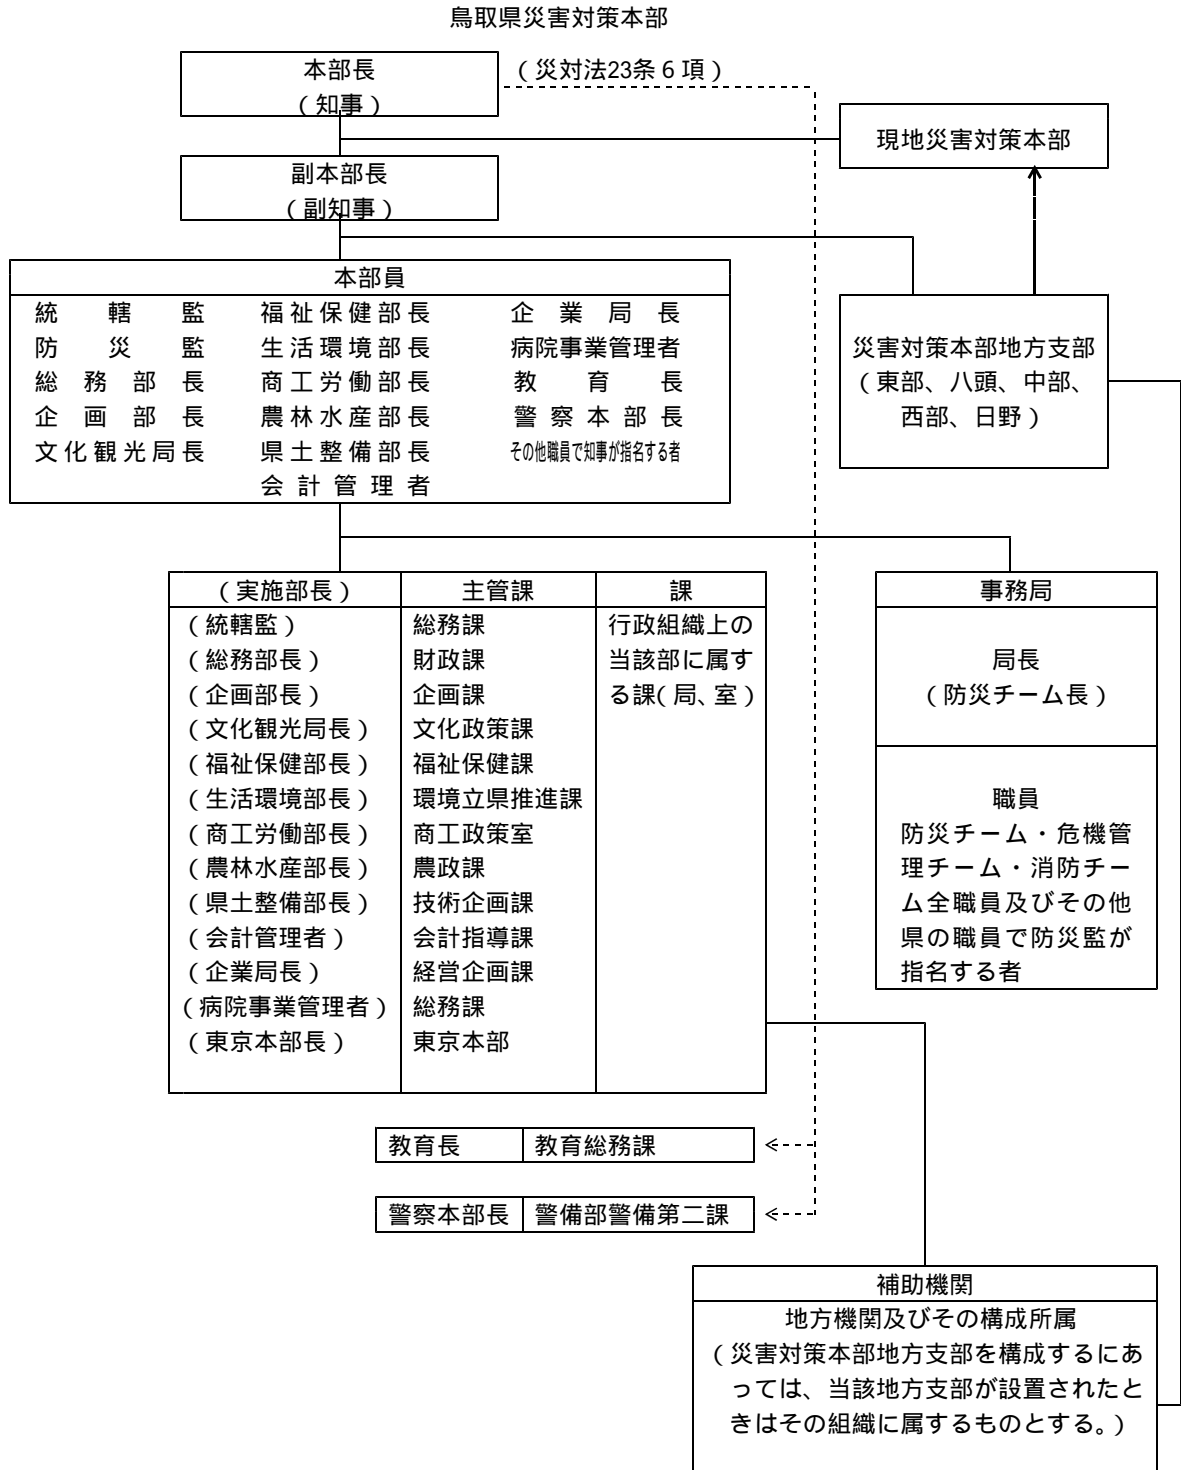 鳥取県災害対策本部
本部長
（知事）
（災対法23条６項）
現地災害対策本部
副本部長
（副知事）
本部員
統轄監 福祉保健部長 企業局長
防災監 生活環境部長 病院事業管理者
総務部長 商工労働部長 教育長
企画部長 農林水産部長 警察本部長
文化観光局長 県土整備部長 その他職員で知事が指名する者
会計管理者
災害対策本部地方支部
（東部、八頭、中部、
西部、日野）
（実施部長） 主管課 課
（統轄監） 総務課 行政組織上の
（総務部長） 財政課 当該部に属す
（企画部長） 企画課 る課（局、室）
（文化観光局長） 文化政策課
（福祉保健部長） 福祉保健課
（生活環境部長） 環境立県推進課
（商工労働部長） 商工政策室
（農林水産部長） 農政課
（県土整備部長） 技術企画課
（会計管理者） 会計指導課
（企業局長） 経営企画課
（病院事業管理者） 総務課
（東京本部長） 東京本部
事務局
局長
（防災チーム長）
職員
防災チーム・危機管
理チーム・消防チー
ム全職員及びその他
県の職員で防災監が
指名する者
教育長 教育総務課
警察本部長 警備部警備第二課
補助機関
地方機関及びその構成所属
（災害対策本部地方支部を構成するにあ
っては、当該地方支部が設置されたと
きはその組織に属するものとする。）